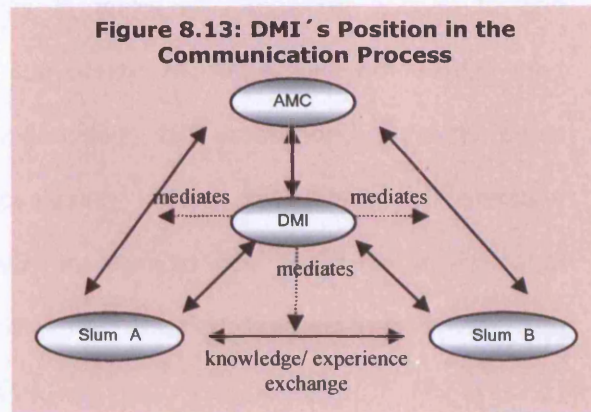 Figure 8.13: DMI´s Position in the
Communication Process
AMC
mediates
mediates
DMI
mediates
Slum A
Slum B
knowledge/ experience
exchange